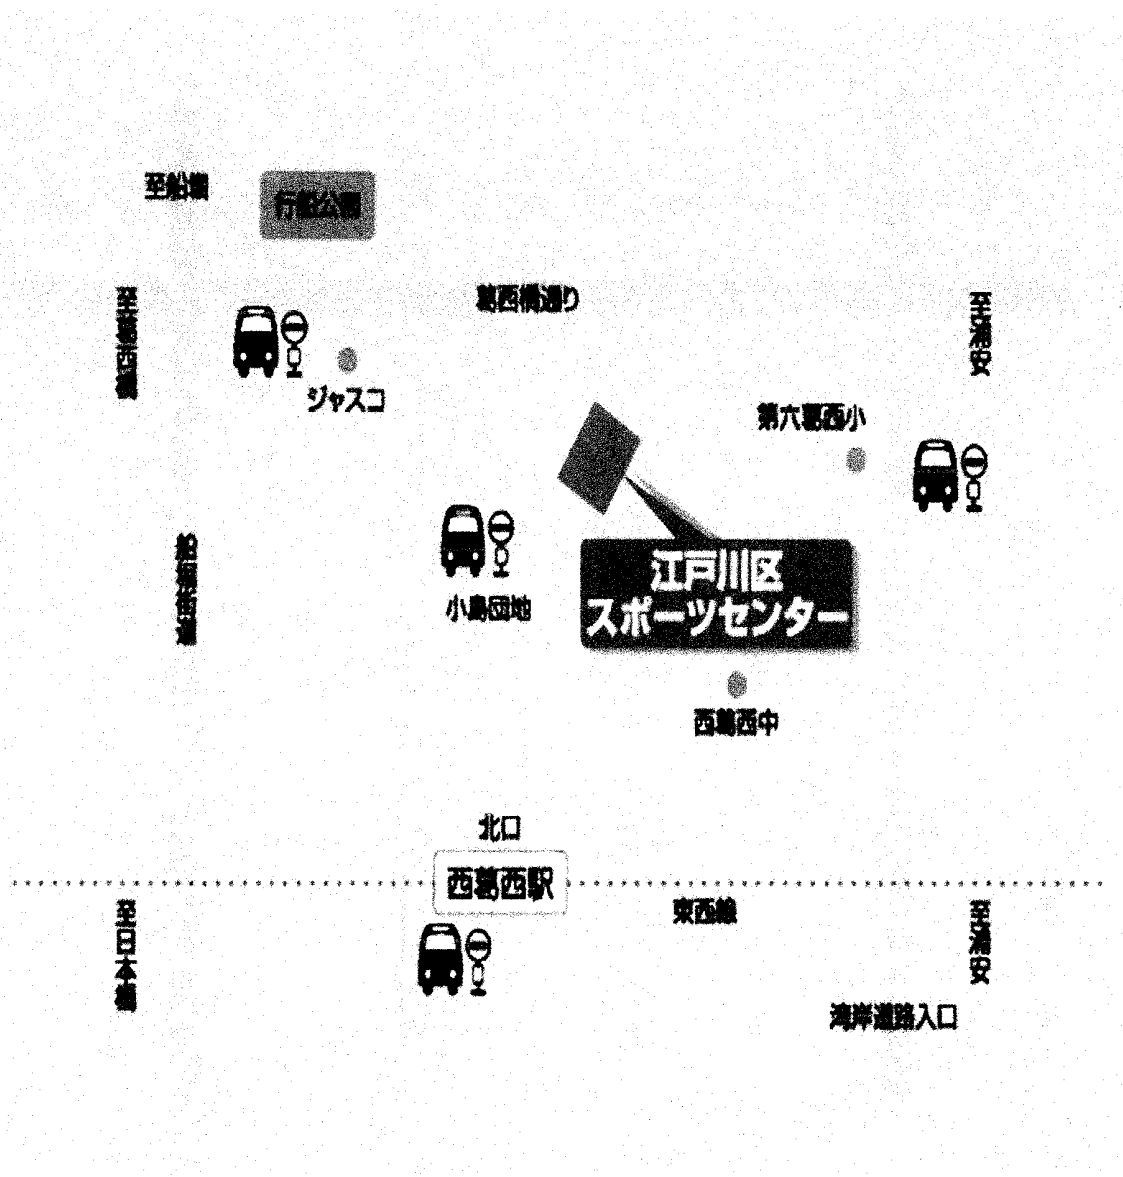 至船堀
行船公園
至葛西橋
葛西橋通り
至浦安
ジャスコ
第六葛西小
船堀街道
小島団地
江戸川区
スポーツセンター
西葛西中
北口
西葛西駅
東西線
至日本橋
至浦安
湾岸道路入口